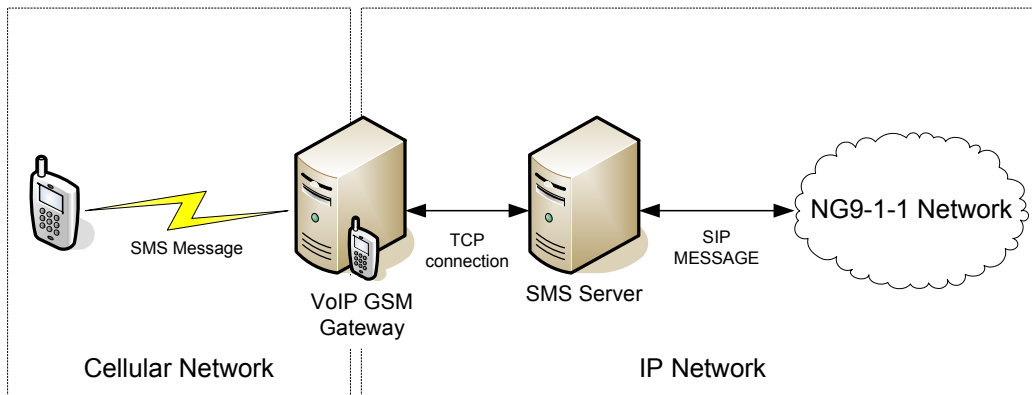 SMS Message
VoIP GSM
Gateway
TCP
connection
SMS Server
SIP
MESSAGE
NG9-1-1 Network
Cellular Network
IP Network